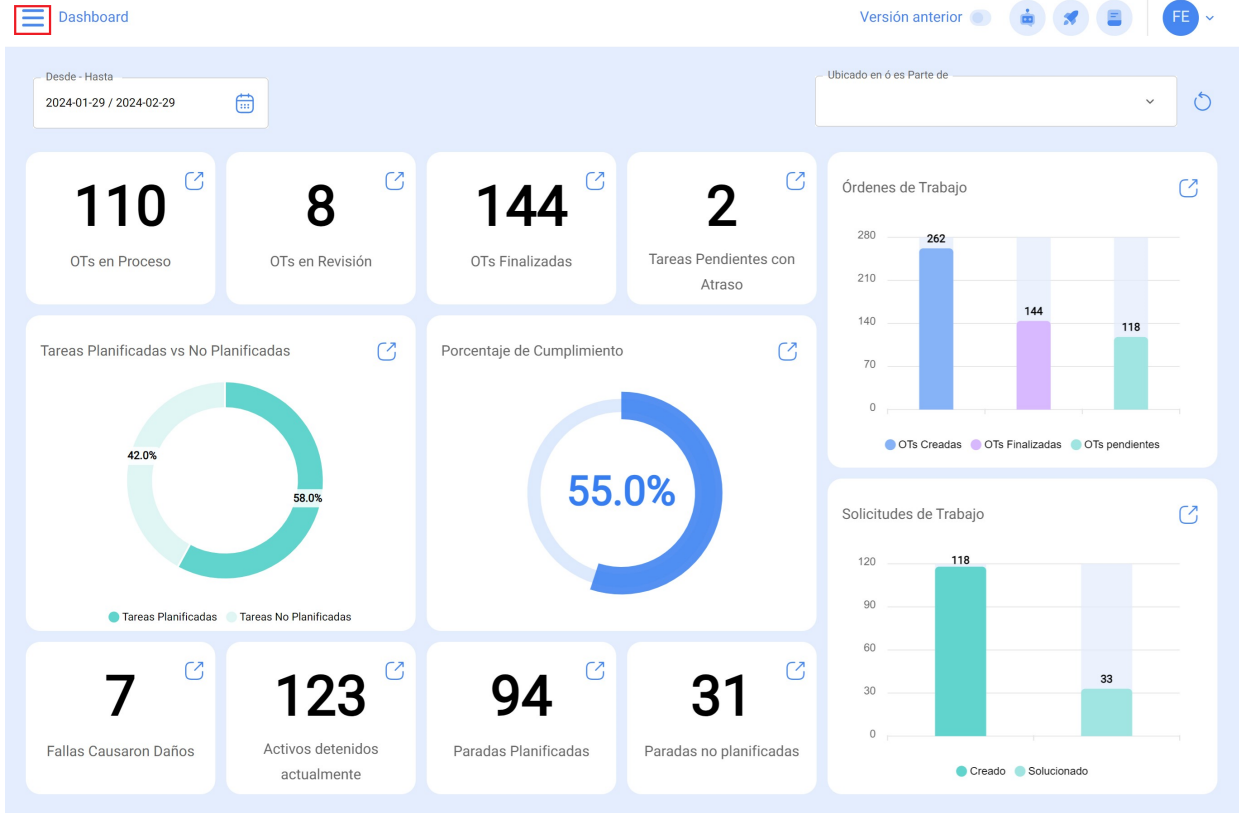 Dashboard
Versión anterior
FE
Desde - Hasta
2024-01-29 / 2024-02-29
Ubicado en ó es Parte de
110
OTs en Proceso
8
OTs en Revisión
144
OTs Finalizadas
2
Tareas Pendientes con
Atraso
Órdenes de Trabajo
280
210
140
70
0
262
144
118
OTs Creadas
OTs Finalizadas
OTs pendientes
Tareas Planificadas vs No Planificadas
42.0%
58.0%
Tareas Planificadas
Tareas No Planificadas
Porcentaje de Cumplimiento
55.0%
Solicitudes de Trabajo
120
90
60
30
0
118
33
Creado
Solucionado
7
Fallas Causaron Daños
123
Activos detenidos
actualmente
94
Paradas Planificadas
31
Paradas no planificadas